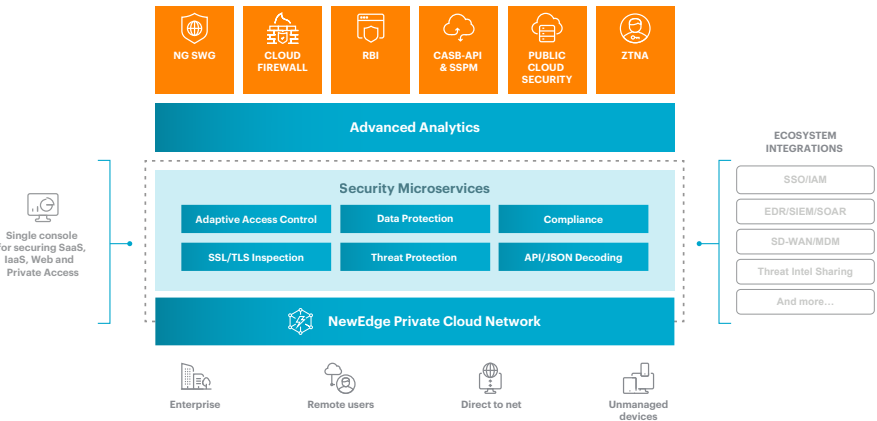 NG SWG
CLOUD
FIREWALL
RBI
CASB-API
& SSPM
PUBLIC
CLOUD
SECURITY
ZTNA
Advanced Analytics
Security Microservices
Adaptive Access Control
Data Protection
Compliance
SSL/TLS Inspection
Threat Protection
API/JSON Decoding
NewEdge Private Cloud Network
Single console
for securing SaaS,
IaaS, Web and
Private Access
ECOSYSTEM
INTEGRATIONS
SSO/IAM
EDR/SIEM/SOAR
SD-WAN/MDM
Threat Intel Sharing
And more...
Enterprise
Remote users
Direct to net
Unmanaged
devices